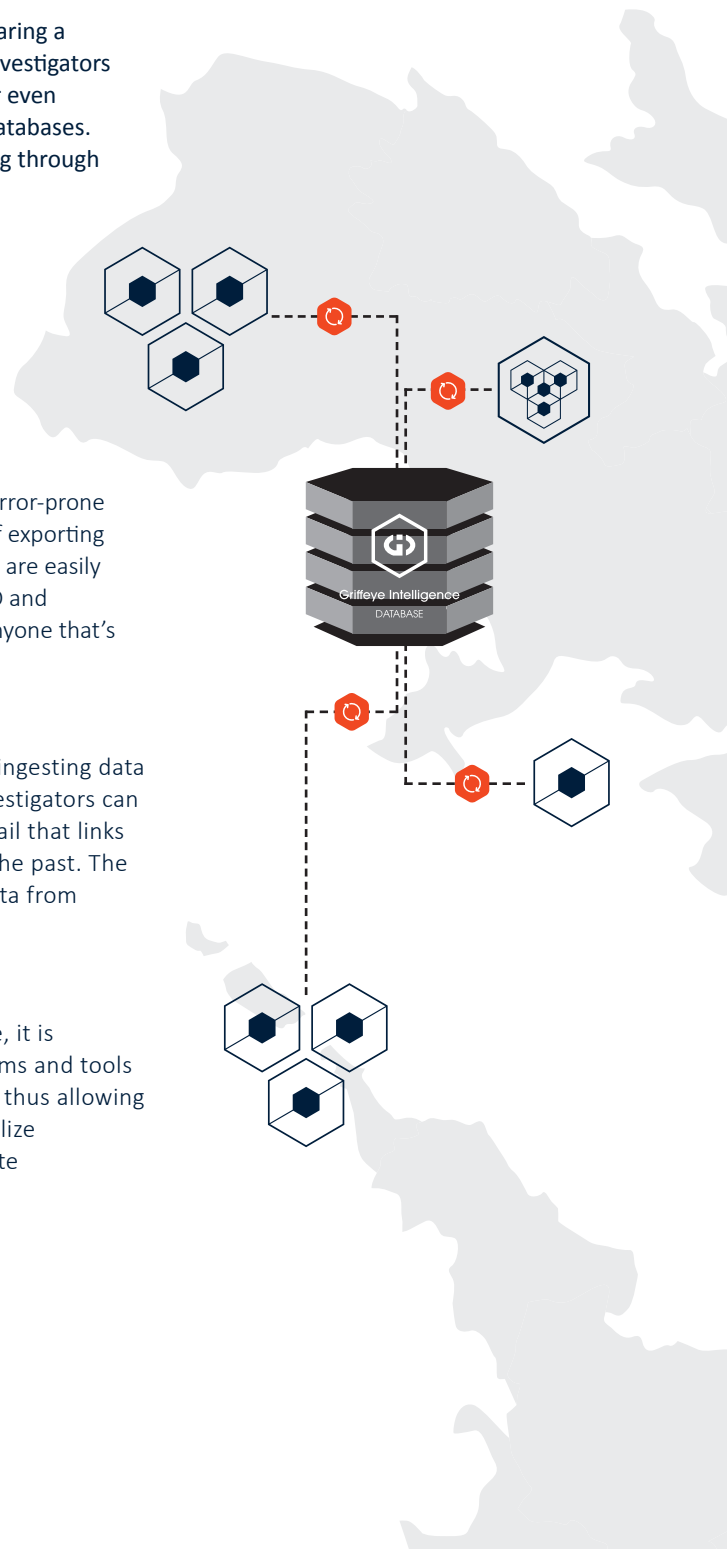 aring a
vestigators
r even
atabases.
g through
rror-prone
f exporting
are easily
D and
nyone that's
Griffeye Intelligence
DATABASE
ingesting data
estigators can
ail that links
he past. The
ta from
e, it is
ms and tools
thus allowing
lize
te